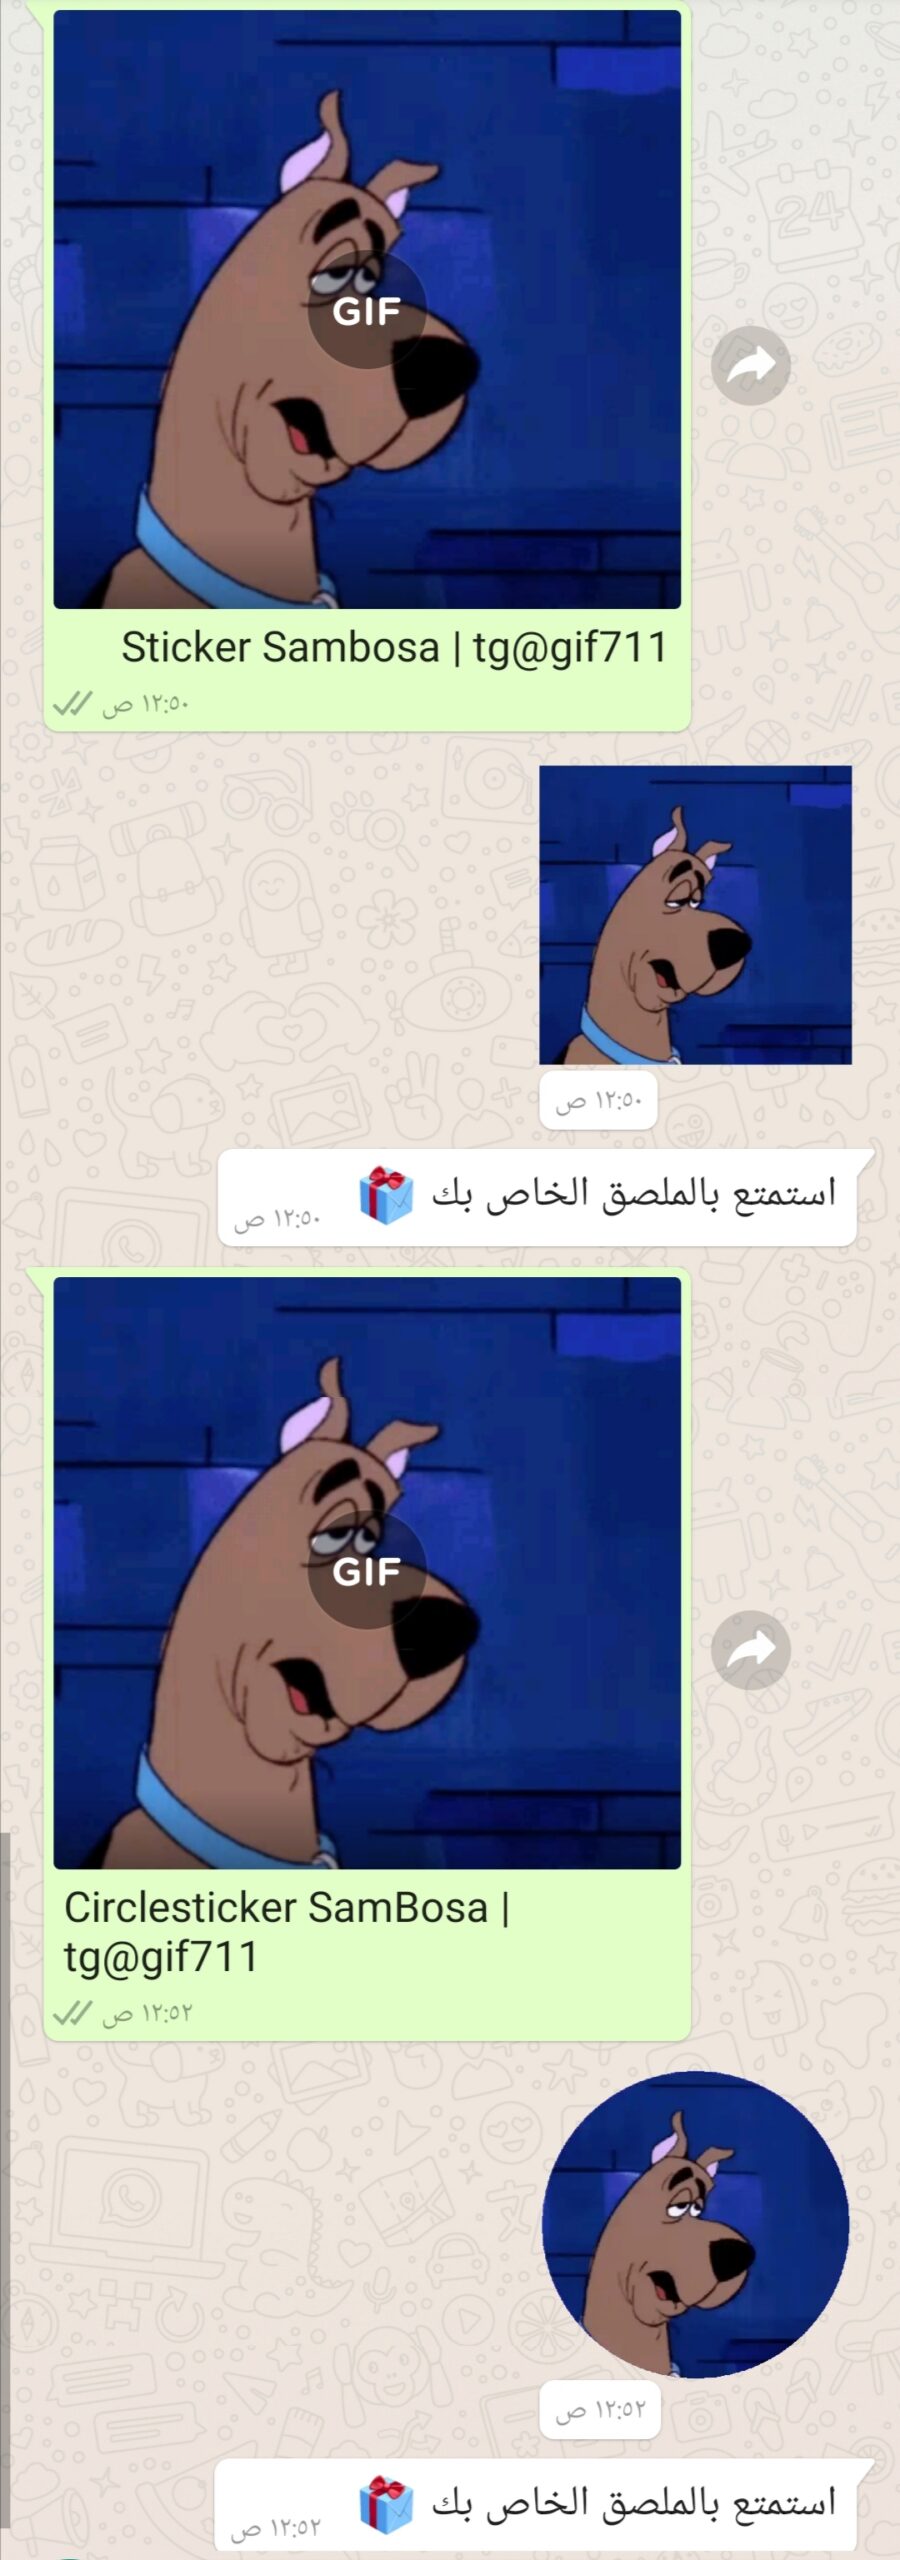 GIF
Sticker Sambosa | tg@gif711
١٢:٥٠ ص
١٢:٥٠ ص
استمتع بالملصق الخاص بك 🎁
١٢:٥٠ ص
GIF
Circlesticker SamBosa |
tg@gif711
١٢:٥٢ ص
١٢:٥٢ ص
استمتع بالملصق الخاص بك 🎁
١٢:٥٢ ص
24